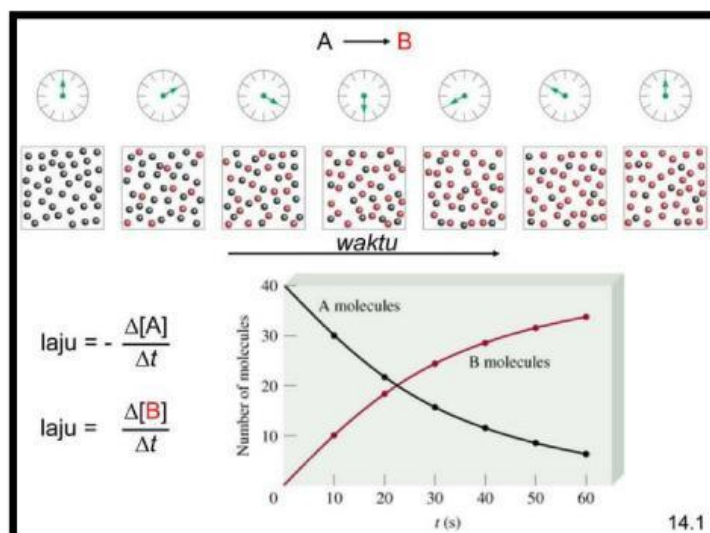 A → B
waktu
laju = - Δ[A]
Δt
laju = Δ[B]
Δt
40
30
20
10
0
Number of molecules
A molecules
B molecules
10 20 30 40 50 60
t (s)
14.1